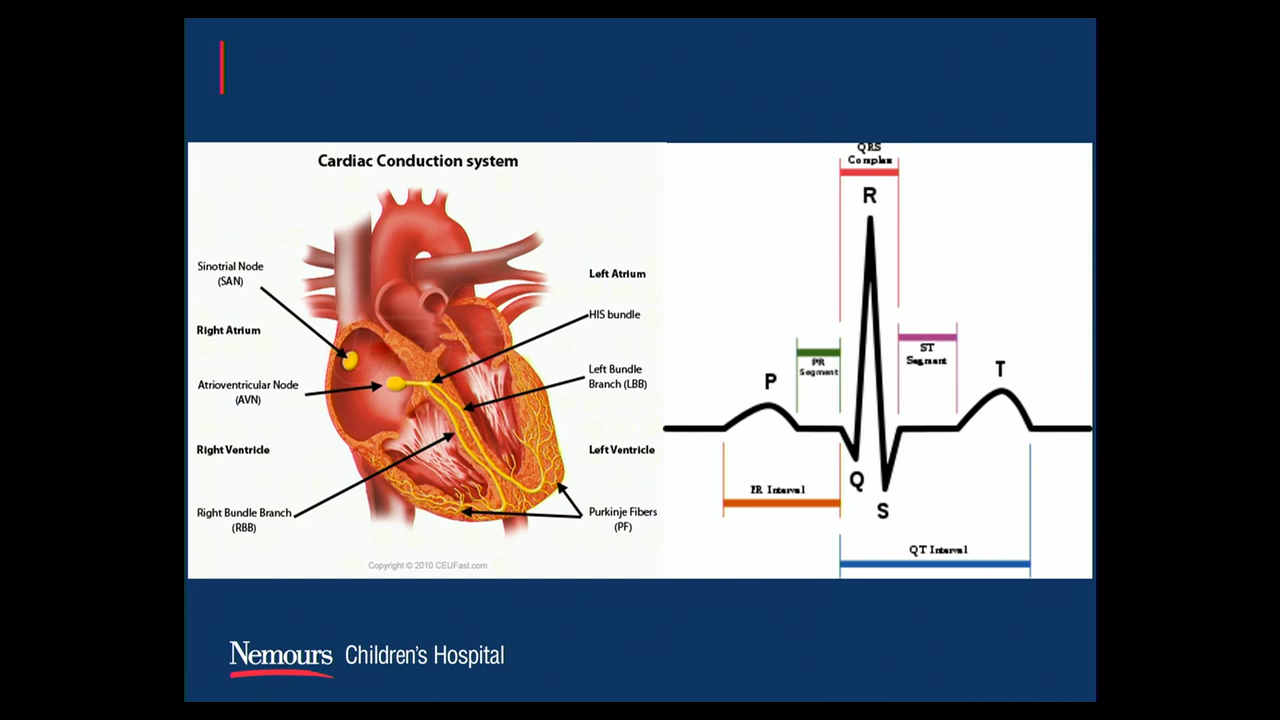 Cardiac Conduction system
Sinotrial Node
(SAN)
Right Atrium
Atrioventricular Node
(AVN)
Right Ventricle
Right Bundle Branch
(RBB)
Left Atrium
HIS bundle
Left Bundle
Branch (LBB)
Left Ventricle
Purkinje Fibers
(PF)
Copyright © 2010 CEUFast.com
QRS
Complex
R
PR
Segment
ST
Segment
P
T
Q
S
PR Interval
QT Interval
Nemours Children's Hospital